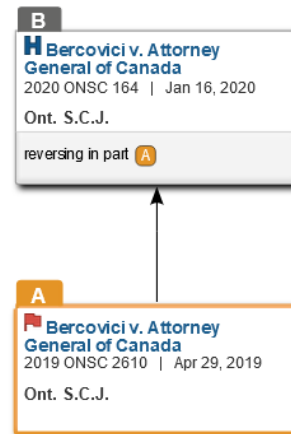 B
H Bercovici v. Attorney
General of Canada
2020 ONSC 164 | Jan 16, 2020
Ont. S.C.J.
reversing in part A
A
Bercovici v. Attorney
General of Canada
2019 ONSC 2610 | Apr 29, 2019
Ont. S.C.J.